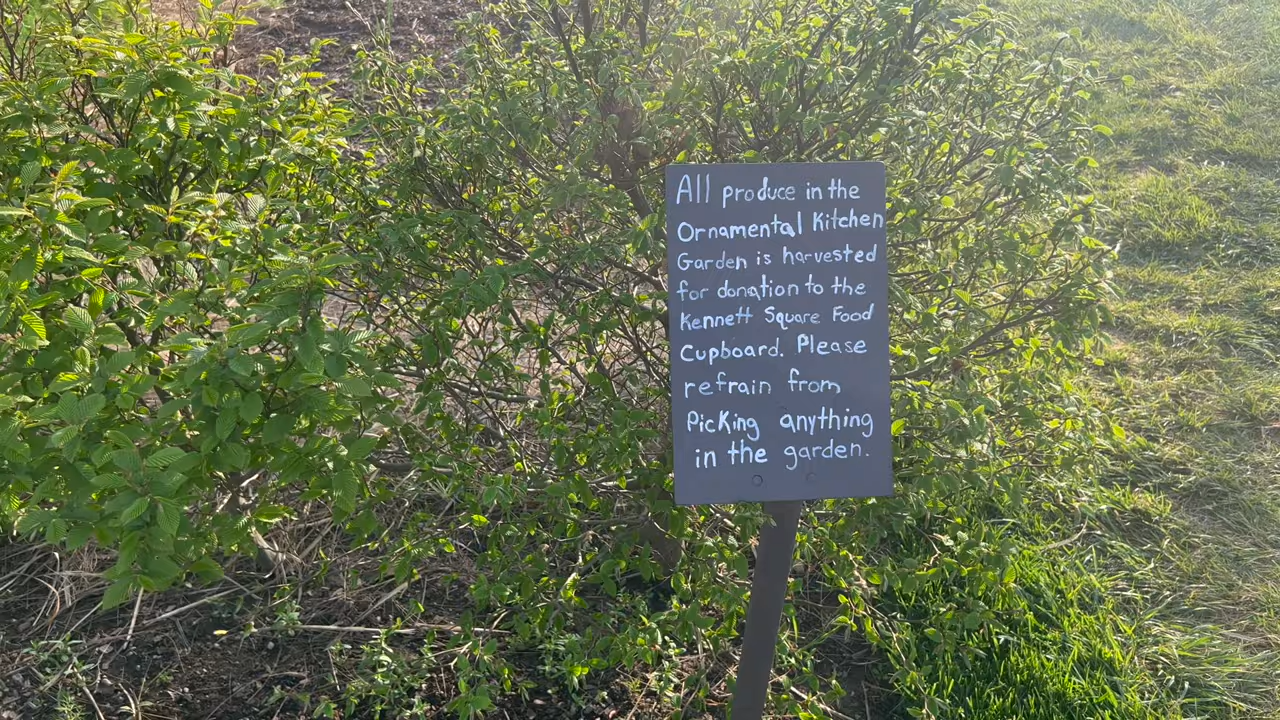 All produce in the
Ornamental Kitchen
Garden is harvested
for donation to the
Kennett Square Food
Cupboard. Please
refrain from
Picking anything
in the garden.